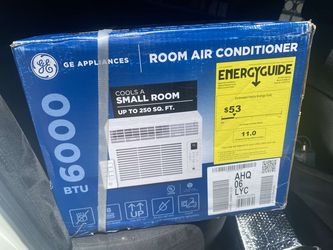 GE APPLIANCES
ROOM AIR CONDITIONER
COOLS A
SMALL ROOM
UP TO 250 SQ. FT.
6000
BTU
ENERGYGUIDE
$53
11.0
UP
AHQ
06
LYC